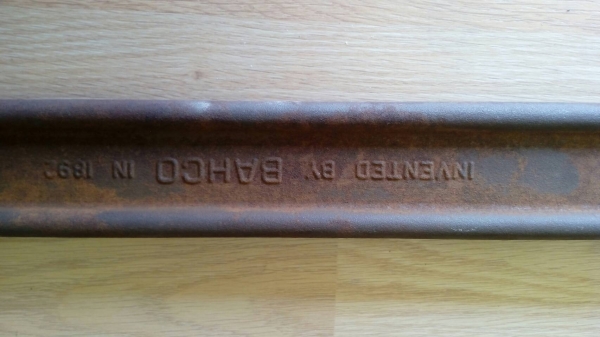 INVENTED BY BAHCO IN 1892